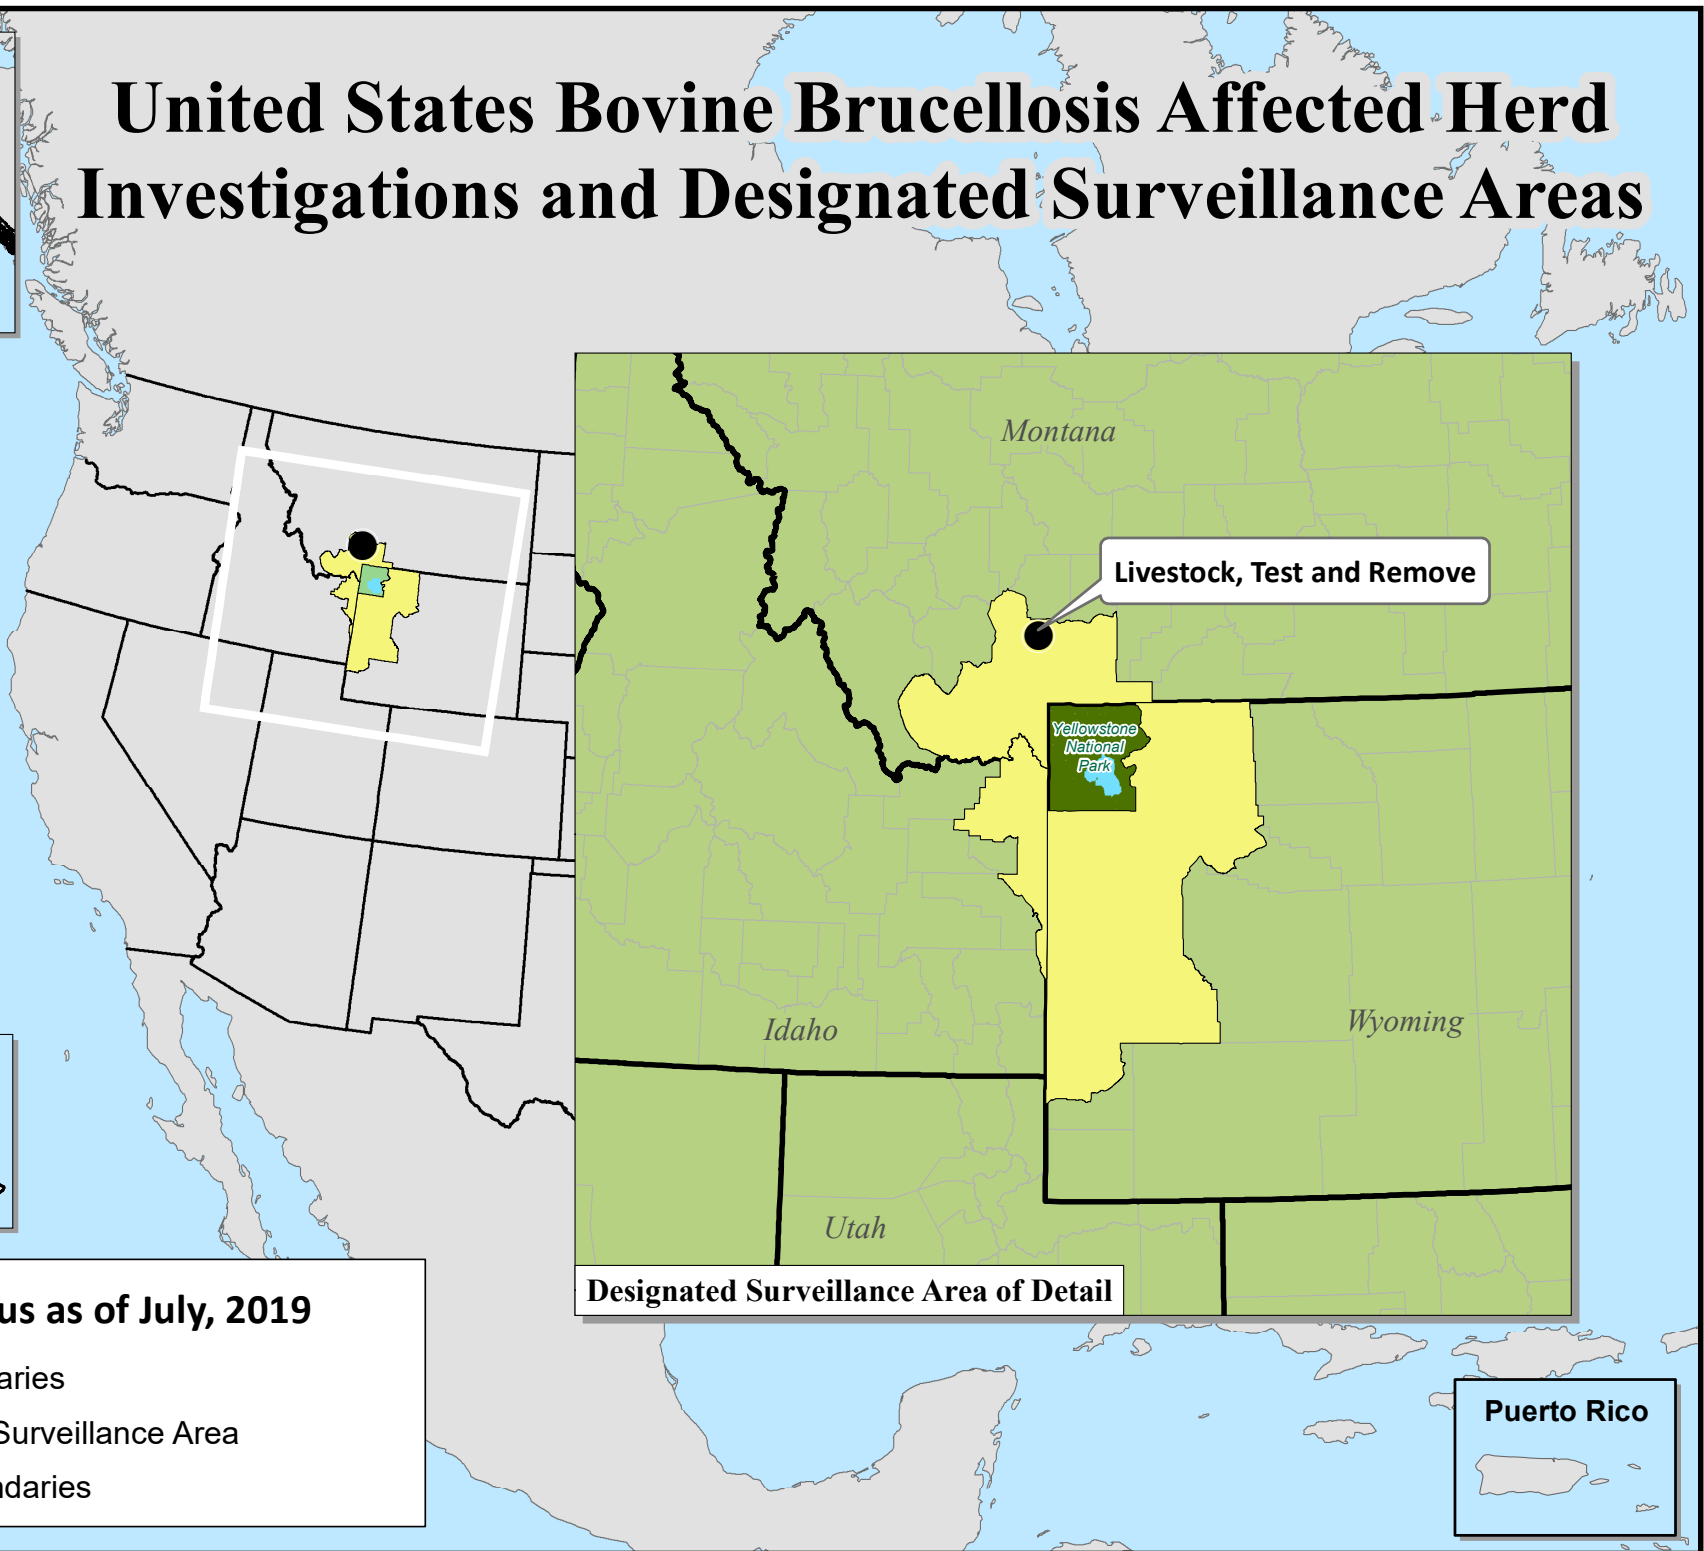 United States Bovine Brucellosis Affected Herd
Investigations and Designated Surveillance Areas
Montana
Livestock, Test and Remove
Yellowstone
National
Park
Idaho
Wyoming
Utah
Designated Surveillance Area of Detail
us as of July, 2019
aries
Surveillance Area
daries
Puerto Rico